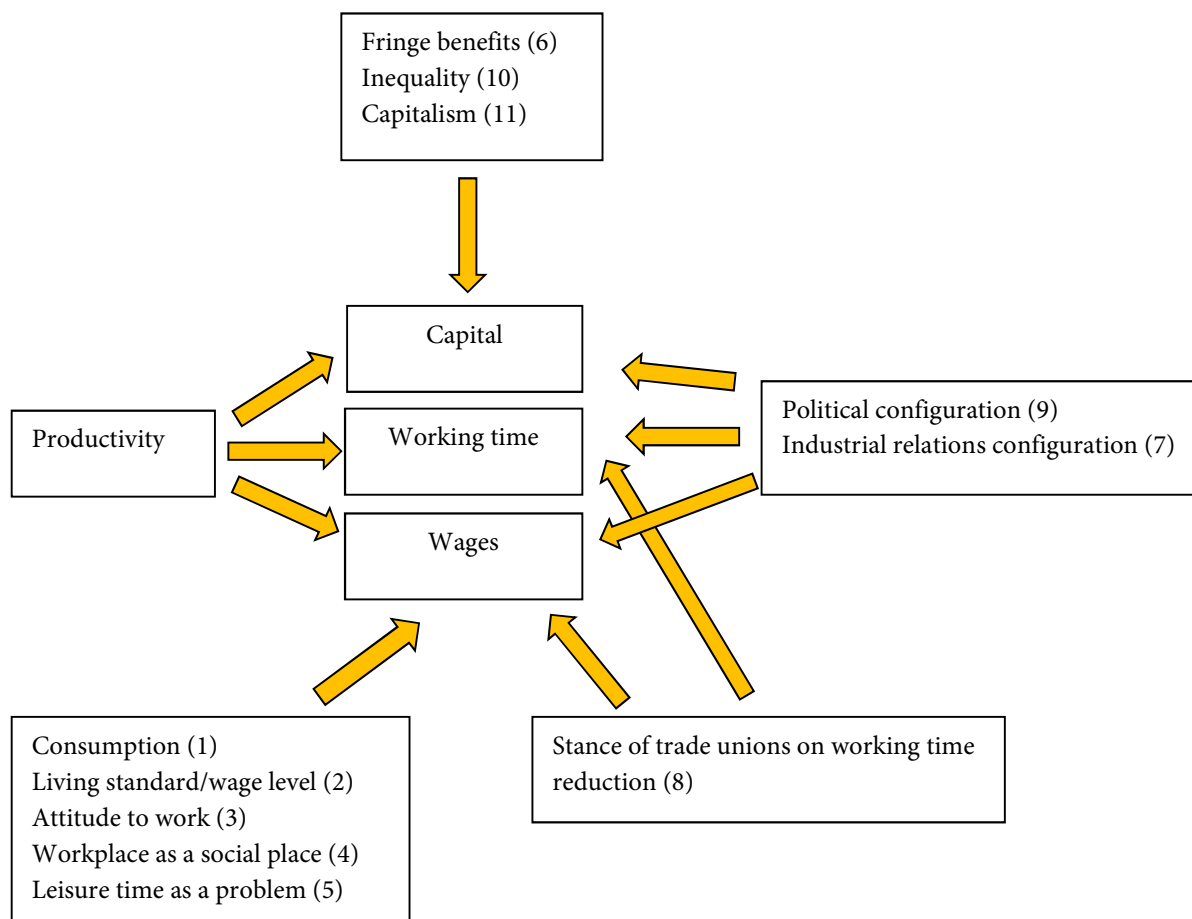 Fringe benefits (6)
Inequality (10)
Capitalism (11)
Capital
Productivity
Working time
Political configuration (9)
Industrial relations configuration (7)
Wages
Consumption (1)
Living standard/wage level (2)
Attitude to work (3)
Workplace as a social place (4)
Leisure time as a problem (5)
Stance of trade unions on working time
reduction (8)